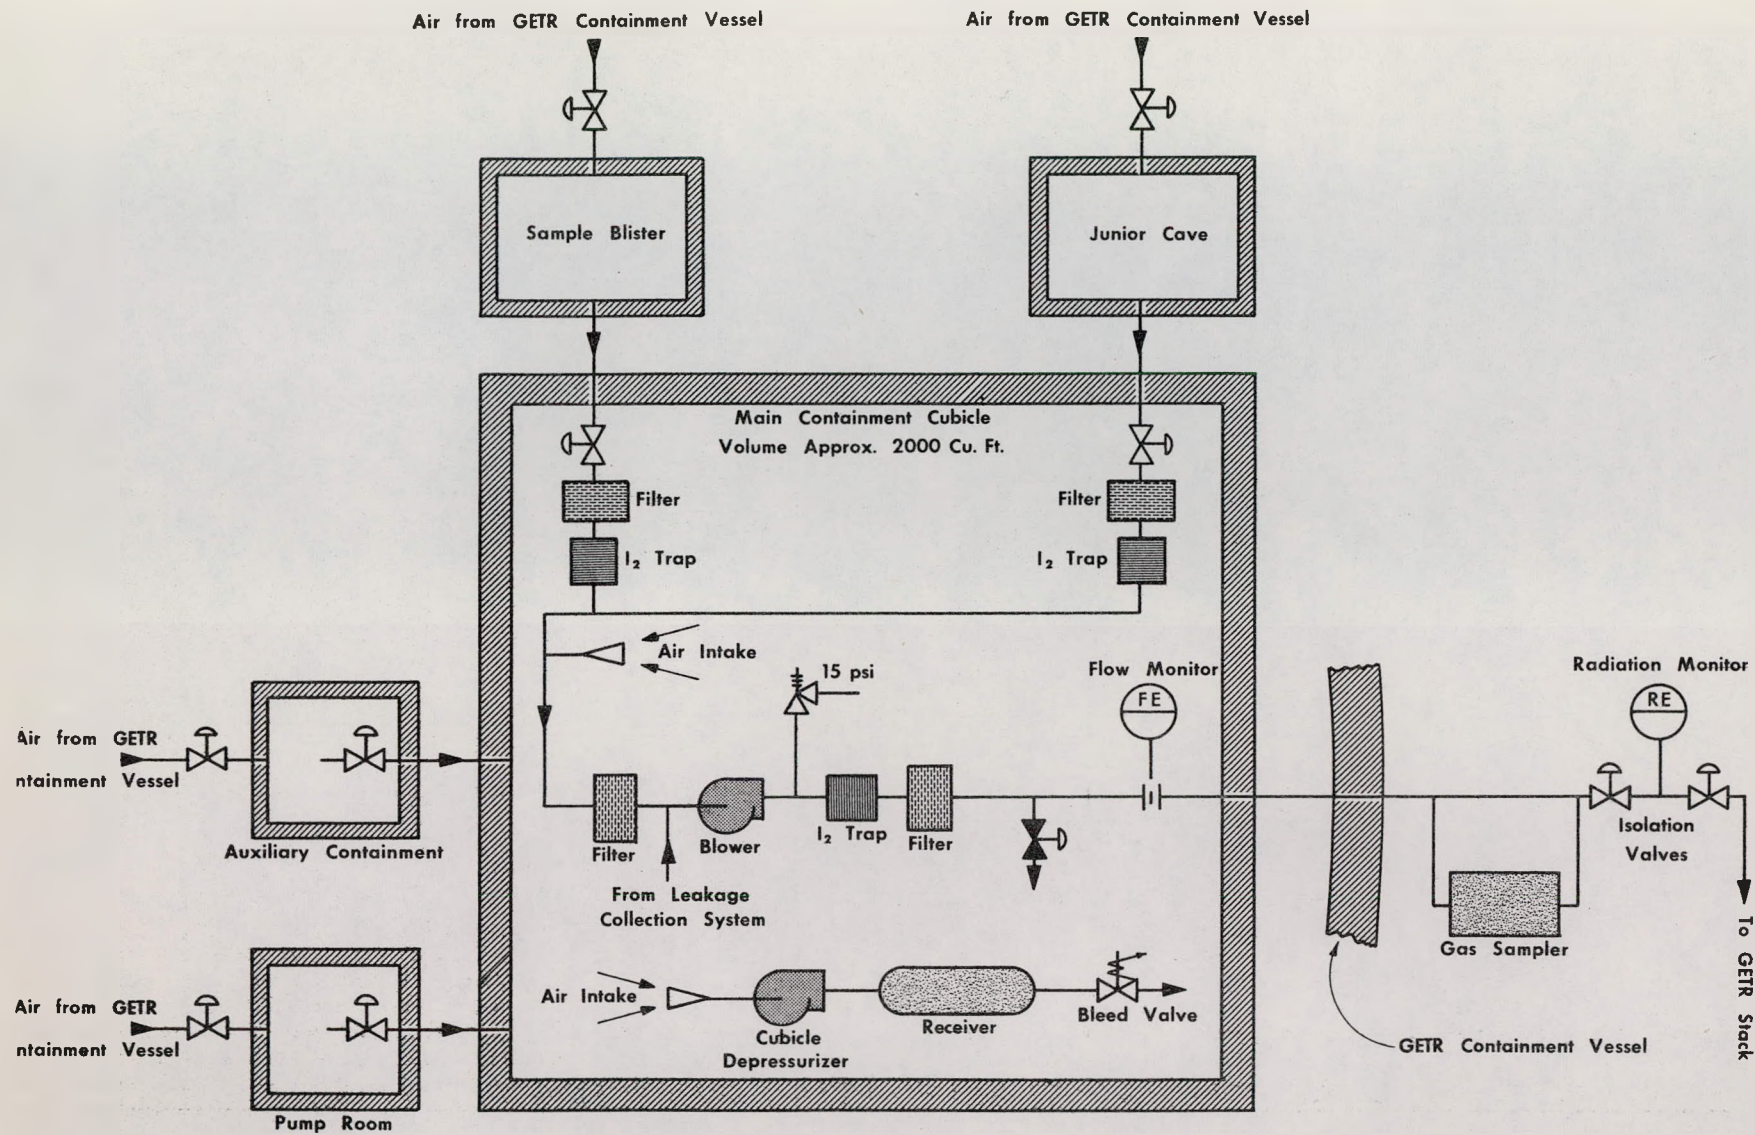 Air from GETR Containment Vessel
Air from GETR Containment Vessel
Sample Blister
Junior Cave
Main Containment Cubicle
Volume Approx. 2000 Cu. Ft.
Filter
Filter
I₂ Trap
I₂ Trap
Air Intake
15 psi
Flow Monitor
FE
Radiation Monitor
RE
Air from GETR
ntainment Vessel
Auxiliary Containment
Filter
Blower
I₂ Trap
Filter
Isolation
Valves
From Leakage
Collection System
Gas Sampler
To GETR Stack
Air from GETR
ntainment Vessel
Pump Room
Air Intake
Cubicle
Depressurizer
Receiver
Bleed Valve
GETR Containment Vessel